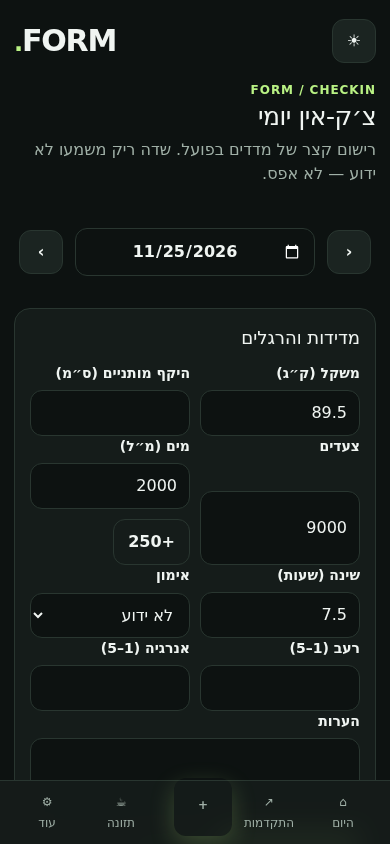 .FORM
FORM / CHECKIN
צ׳ק-אין יומי
רישום קצר של מדדים בפועל. שדה ריק משמעו לא
ידוע — לא אפס.
11/25/2026
מדידות והרגלים
משקל (ק״ג)
היקף מותניים (ס״מ)
89.5
צעדים
מים (מ״ל)
9000
2000
+250
שינה (שעות)
אימון
7.5
לא ידוע
רעב (1–5)
אנרגיה (1–5)
הערות
היום
התקדמות
+
תזונה
עוד